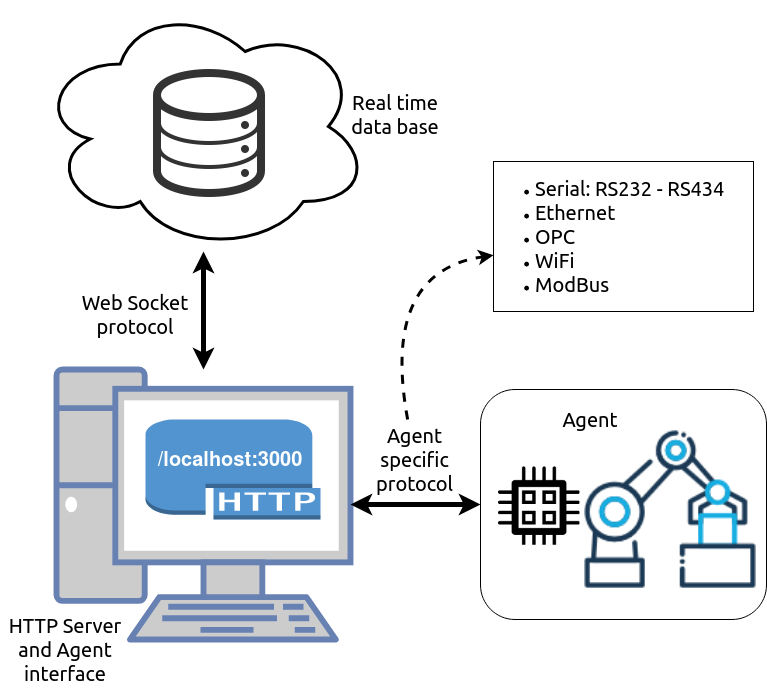 Real time
data base
• Serial: RS232 - RS434
• Ethernet
• OPC
• WiFi
• ModBus
Web Socket
protocol
/localhost:3000
HTTP
Agent
specific
protocol
Agent
HTTP Server
and Agent
interface